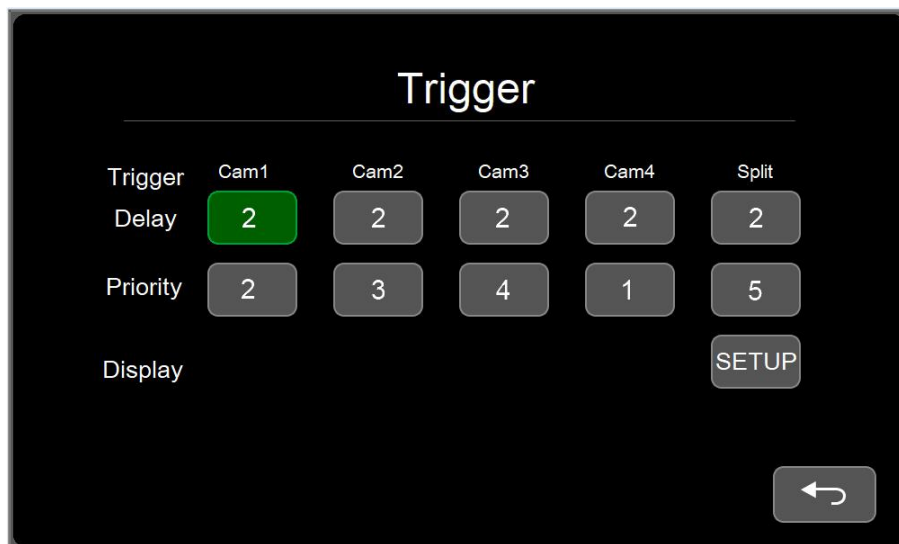 Trigger
Trigger Cam1 Cam2 Cam3 Cam4 Split
Delay 2 2 2 2 2
Priority 2 3 4 1 5
Display SETUP